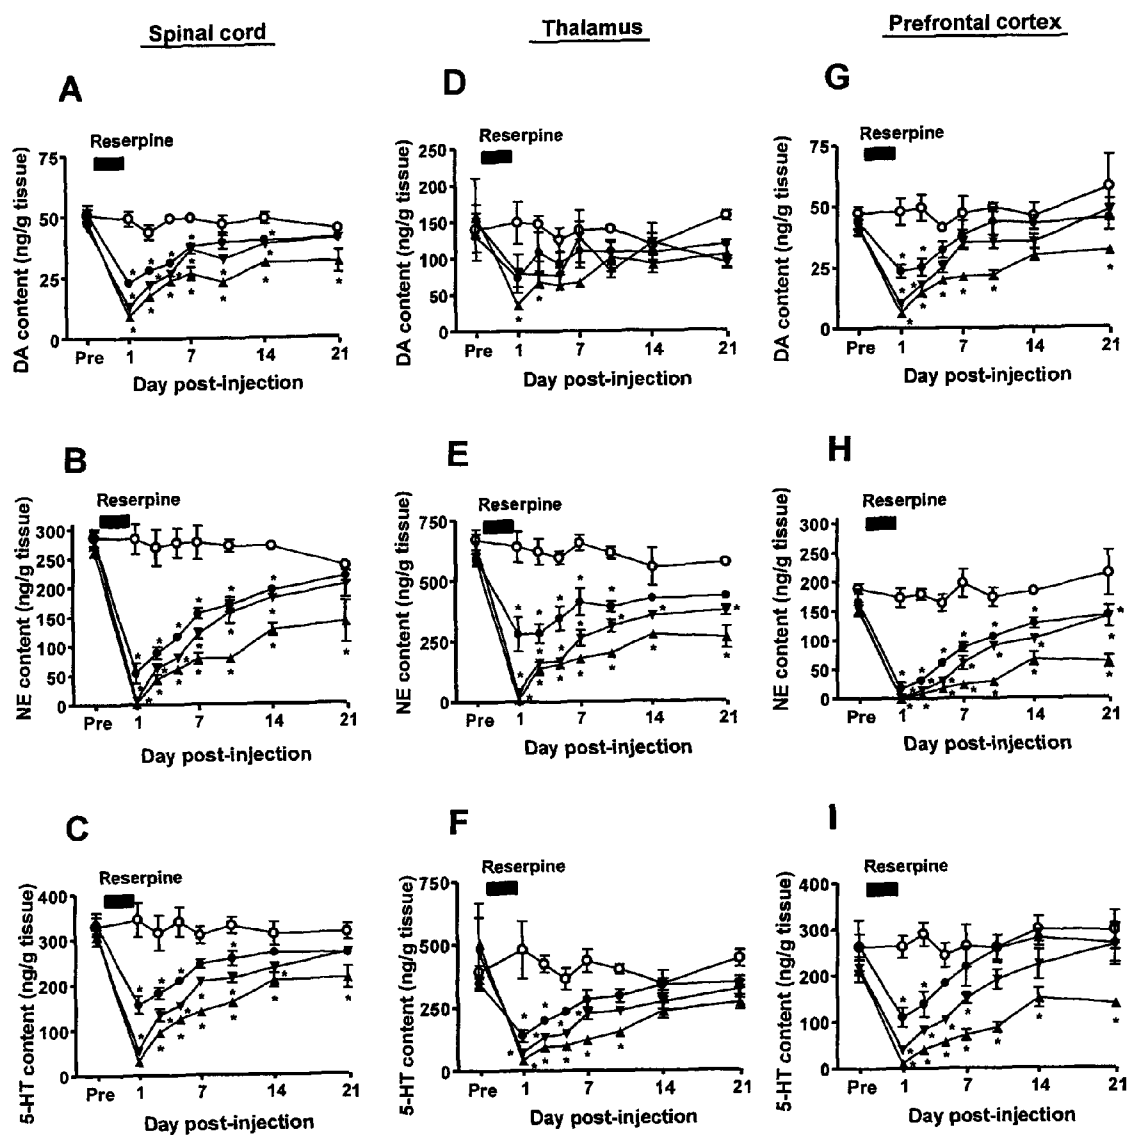 Spinal cord
Thalamus
Prefrontal cortex
A
Reserpine
DA content (ng/g tissue)
75
50
25
0
Pre 1 7 14 21
Day post-injection
D
Reserpine
DA content (ng/g tissue)
250
200
150
100
50
0
Pre 1 7 14 21
Day post-injection
G
Reserpine
DA content (ng/g tissue)
75
50
25
0
Pre 1 7 14 21
Day post-injection
B
Reserpine
NE content (ng/g tissue)
300
250
200
150
100
50
0
Pre 1 7 14 21
Day post-injection
E
Reserpine
NE content (ng/g tissue)
750
500
250
0
Pre 1 7 14 21
Day post-injection
H
Reserpine
NE content (ng/g tissue)
300
250
200
150
100
50
0
Pre 1 7 14 21
Day post-injection
C
Reserpine
5-HT content (ng/g tissue)
400
300
200
100
0
Pre 1 7 14 21
Day post-injection
F
Reserpine
5-HT content (ng/g tissue)
750
500
250
0
Pre 1 7 14 21
Day post-injection
I
Reserpine
5-HT content (ng/g tissue)
400
300
200
100
0
Pre 1 7 14 21
Day post-injection